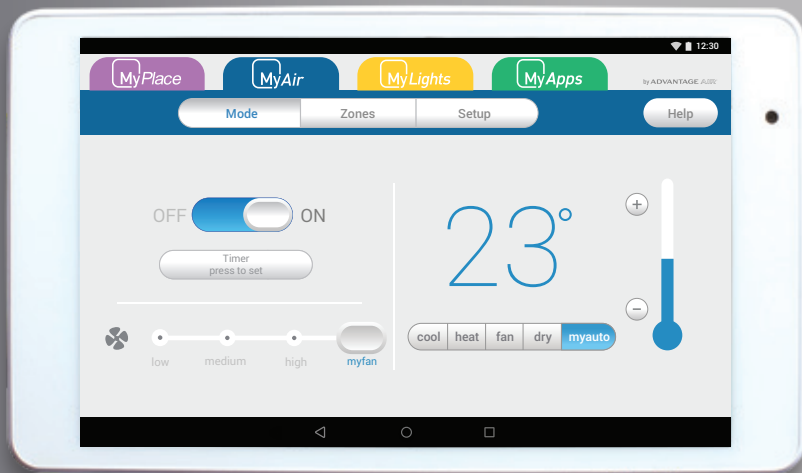 12:30
MyPlace
MyAir
MyLights
MyApps
by ADVANTAGE AIR
Mode
Zones
Setup
Help
OFF
ON
23°
Timer
press to set
low
medium
high
myfan
cool
heat
fan
dry
myauto